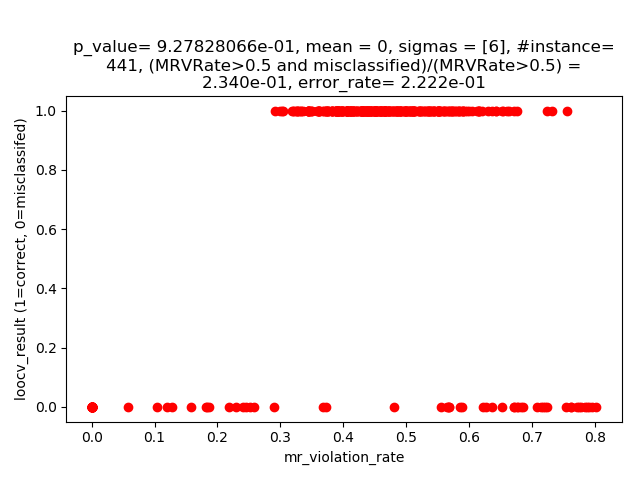 p_value= 9.27828066e-01, mean = 0, sigmas = [6], #instance=
441, (MRVRate>0.5 and misclassified)/(MRVRate>0.5) =
2.340e-01, error_rate= 2.222e-01
loocv_result (1=correct, 0=misclassifed)
1.0
0.8
0.6
0.4
0.2
0.0
0.0 0.1 0.2 0.3 0.4 0.5 0.6 0.7 0.8
mr_violation_rate